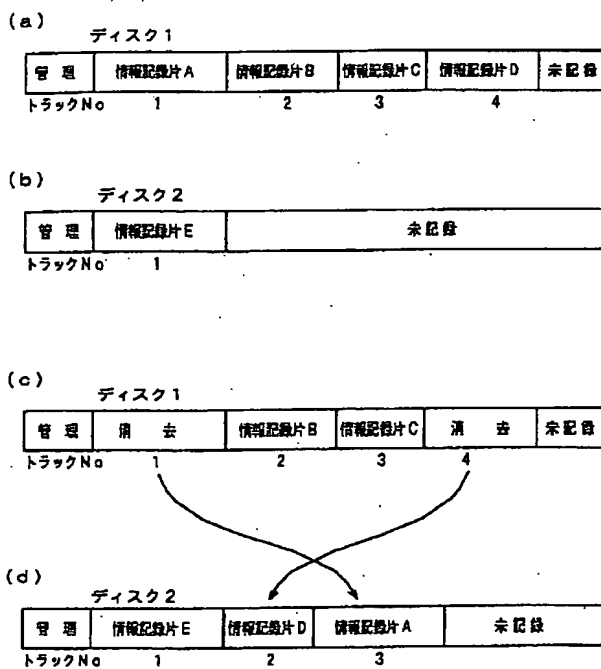 (a)
ディスク1
管理 情報記録片A 情報記録片B 情報記録片C 情報記録片D 未記録
トラックNo 1 2 3 4
(b)
ディスク2
管理 情報記録片E 未記録
トラックNo 1
(c)
ディスク1
管理 消去 情報記録片B 情報記録片C 消去 未記録
トラックNo 1 2 3 4
(d)
ディスク2
管理 情報記録片E 情報記録片D 情報記録片A 未記録
トラックNo 1 2 3